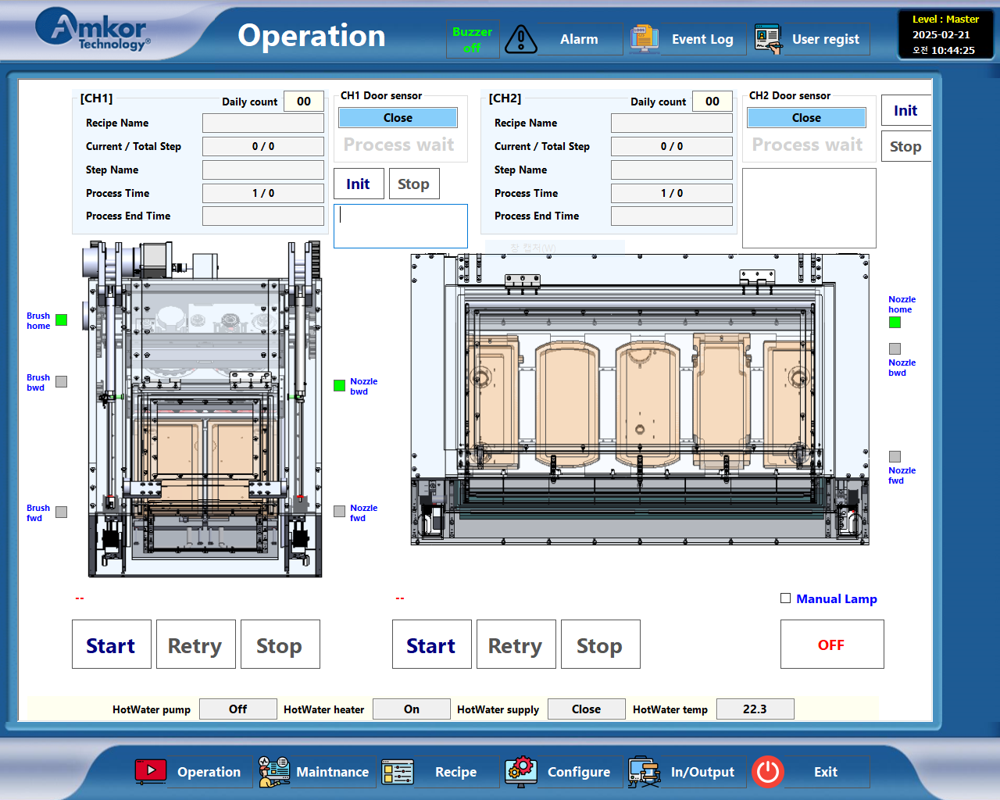 Amkor
Technology®
Operation
Buzzer
off
Alarm
Event Log
User regist
Level : Master
2025-02-21
오전 10:44:25
[CH1]
Daily count
00
Recipe Name
Current / Total Step
0 / 0
Step Name
Process Time
1 / 0
Process End Time
CH1 Door sensor
Close
Process wait
Init
Stop
[CH2]
Daily count
00
Recipe Name
Current / Total Step
0 / 0
Step Name
Process Time
1 / 0
Process End Time
CH2 Door sensor
Close
Process wait
Init
Stop
창 캡처(W)
Brush
home
Brush
bwd
Brush
fwd
Nozzle
bwd
Nozzle
fwd
Nozzle
home
Nozzle
bwd
Nozzle
fwd
--
--
Manual Lamp
Start
Retry
Stop
Start
Retry
Stop
OFF
HotWater pump
Off
HotWater heater
On
HotWater supply
Close
HotWater temp
22.3
Operation
Maintnance
Recipe
Configure
In/Output
Exit